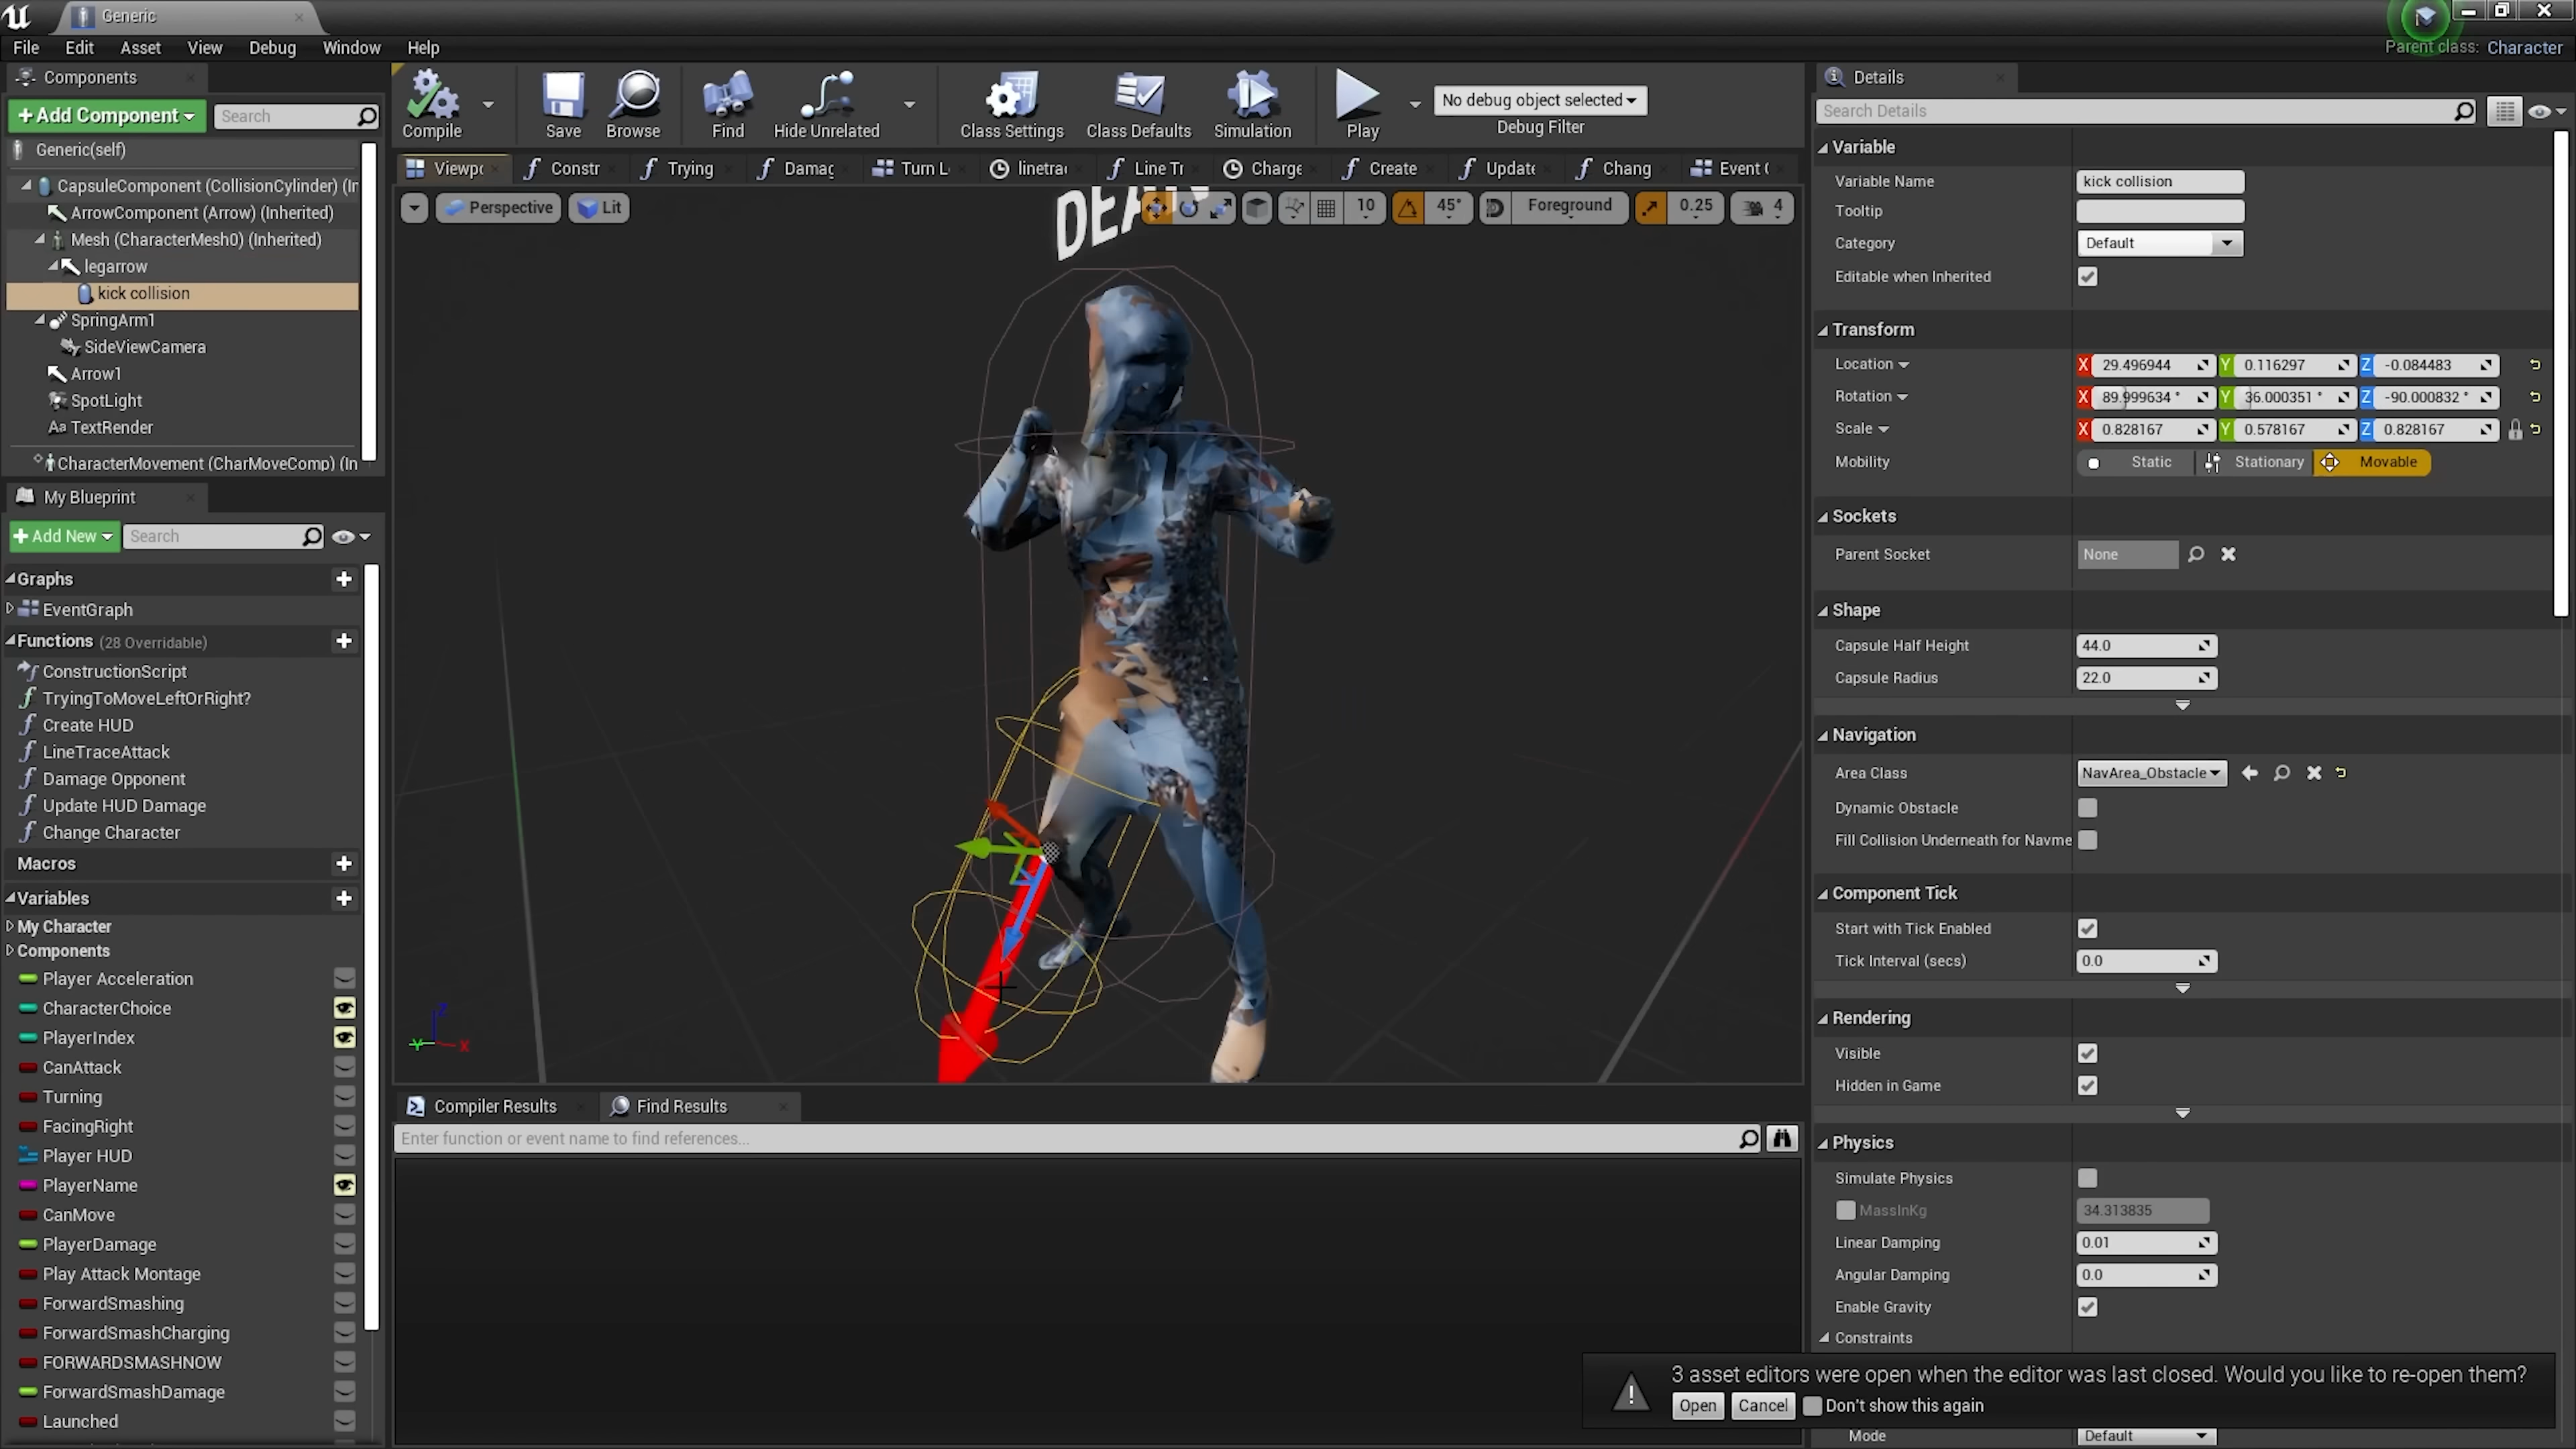 Generic
File Edit Asset View Debug Window Help
Parent class: Character
Components
+Add Component
Search
Generic(self)
CapsuleComponent (CollisionCylinder) (Ir
ArrowComponent (Arrow) (Inherited)
Mesh (CharacterMesh0) (Inherited)
legarrow
kick collision
SpringArm1
SideViewCamera
Arrow1
SpotLight
Aa TextRender
CharacterMovement (CharMoveComp) (In
My Blueprint
+Add New
Search
Graphs
EventGraph
Functions (28 Overridable)
ConstructionScript
TryingToMoveLeftOrRight?
Create HUD
LineTraceAttack
Damage Opponent
Update HUD Damage
Change Character
Macros
Variables
My Character
Components
Player Acceleration
CharacterChoice
PlayerIndex
CanAttack
Turning
FacingRight
Player HUD
PlayerName
CanMove
PlayerDamage
Play Attack Montage
ForwardSmashing
ForwardSmashCharging
FORWARDSMASHNOW
ForwardSmashDamage
Launched
Compile Save Browse Find Hide Unrelated Class Settings Class Defaults Simulation Play
No debug object selected
Debug Filter
Viewpo Constr Trying Damag Turn L linetra Line Tr Charge Create Update Chang Event G
Perspective Lit 10 45° Foreground 0.25 4
Compiler Results Find Results
Enter function or event name to find references...
Details
Search Details
Variable
Variable Name kick collision
Tooltip
Category Default
Editable when Inherited
Transform
Location X 29.496944 Y 0.116297 Z -0.084483
Rotation X 89.999634 ° Y 36.000351 ° Z -90.000832 °
Scale X 0.828167 Y 0.578167 Z 0.828167
Mobility Static Stationary Movable
Sockets
Parent Socket None
Shape
Capsule Half Height 44.0
Capsule Radius 22.0
Navigation
Area Class NavArea_Obstacle
Dynamic Obstacle
Fill Collision Underneath for Navme
Component Tick
Start with Tick Enabled
Tick Interval (secs) 0.0
Rendering
Visible
Hidden in Game
Physics
Simulate Physics
MassInKg 34.313835
Linear Damping 0.01
Angular Damping 0.0
Enable Gravity
Constraints
3 asset editors were open when the editor was last closed. Would you like to re-open them?
Open Cancel Don't show this again
Mode Default